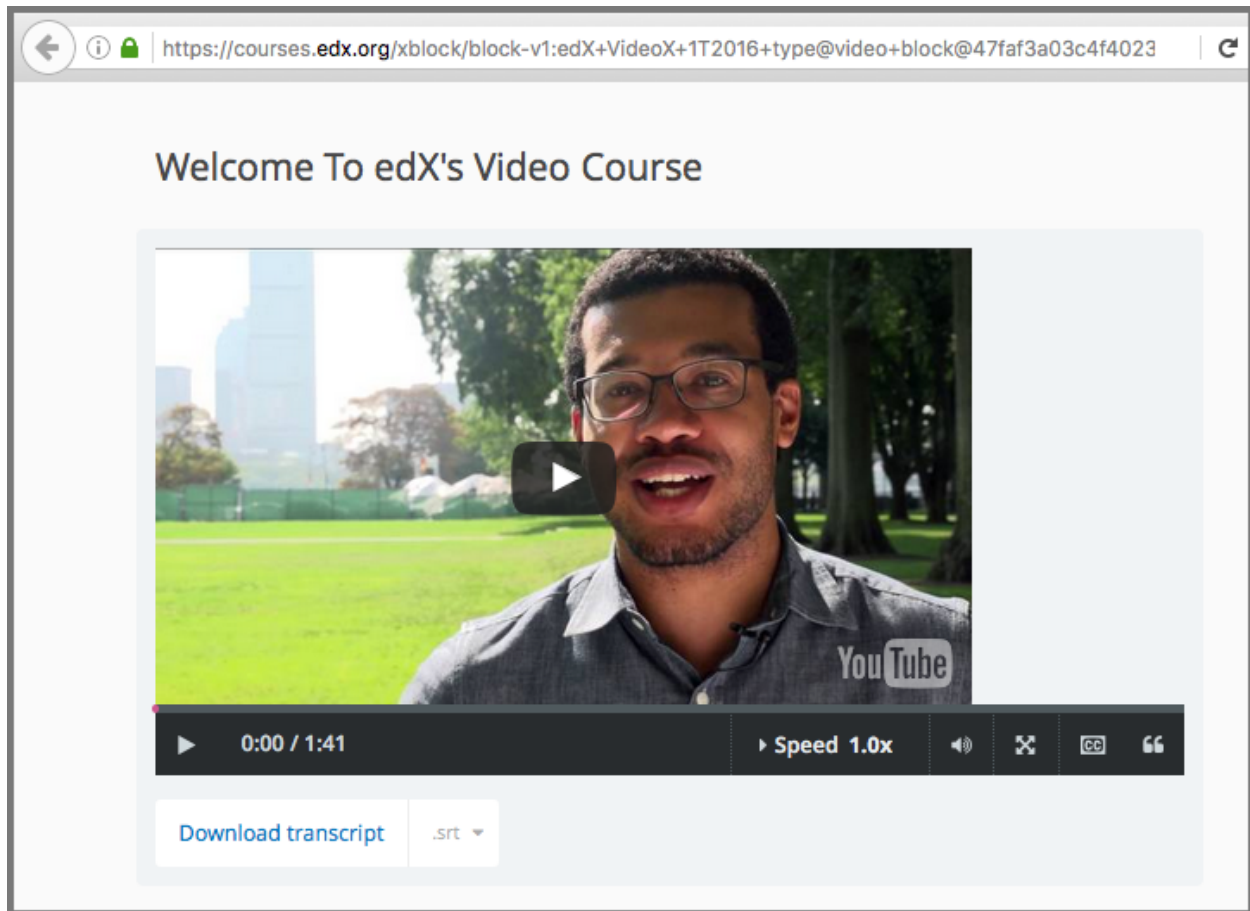 https://courses.edx.org/xblock/block-v1:edX+VideoX+1T2016+type@video+block@47faf3a03c4f4023
Welcome To edX's Video Course
YouTube
0:00 / 1:41
Speed 1.0x
CC
Download transcript
.srt